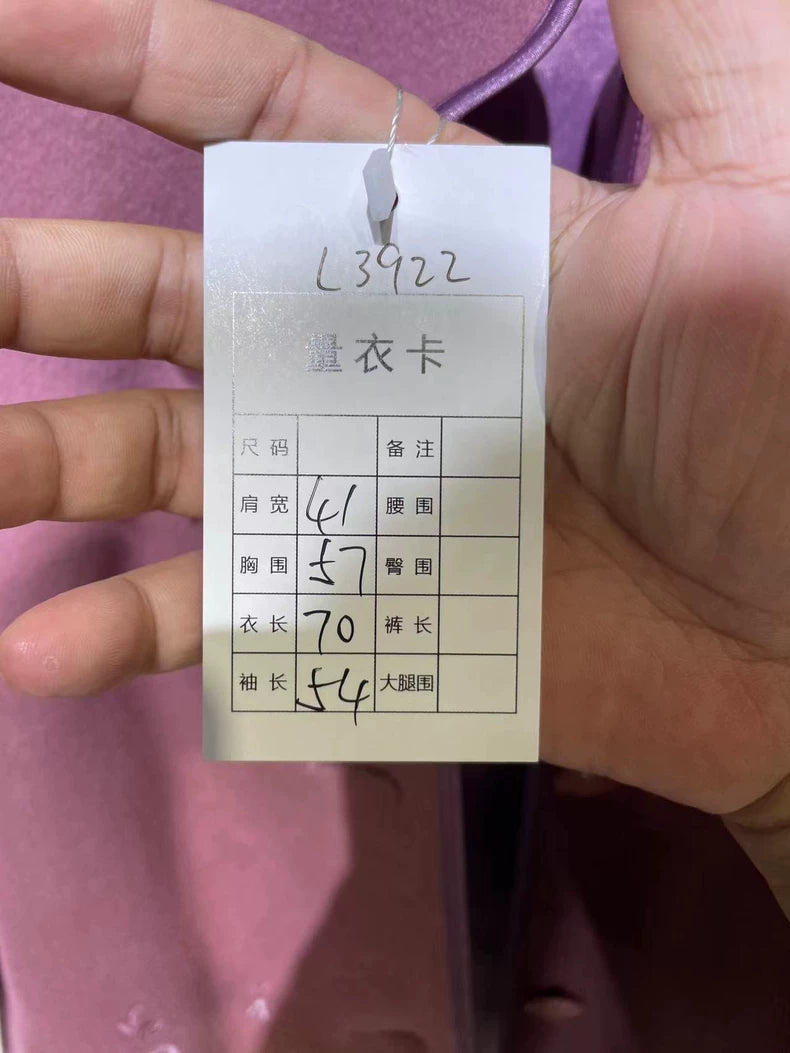 L3922
量衣卡
尺码 备注
肩宽 41 腰围
胸围 57 臀围
衣长 70 裤长
袖长 54 大腿围